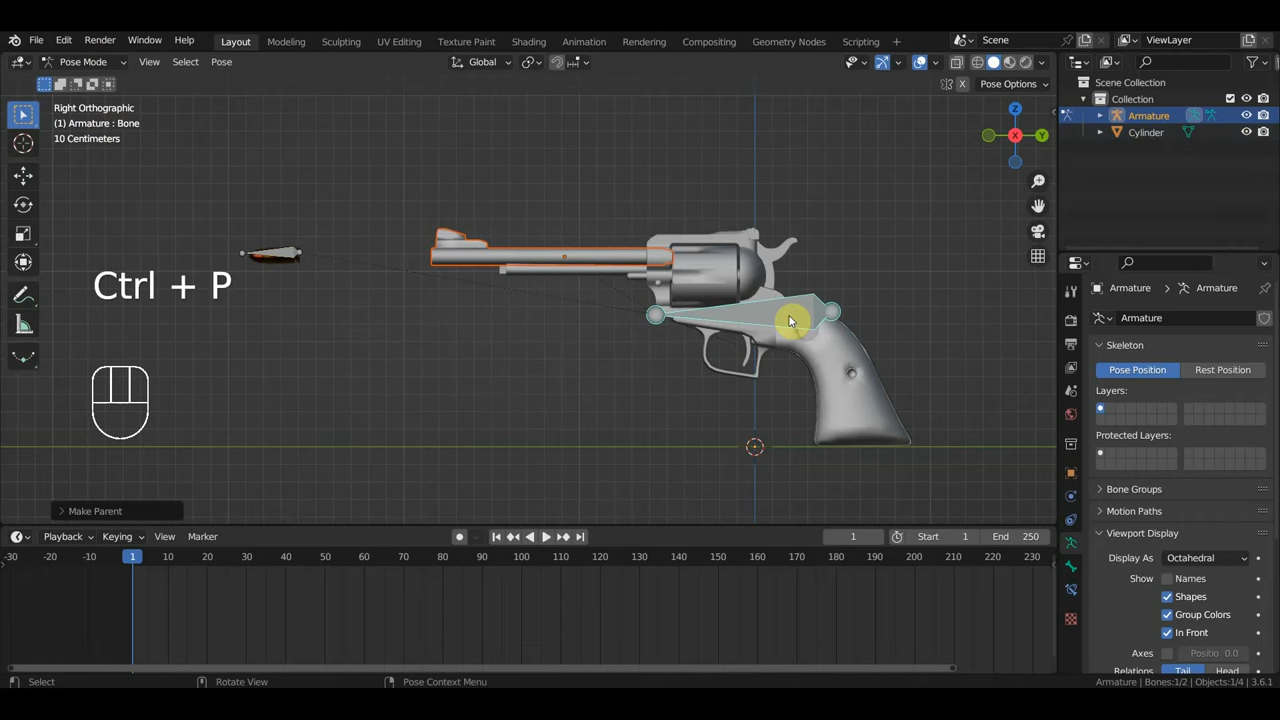 File Edit Render Window Help Layout Modeling Sculpting UV Editing Texture Paint Shading Animation Rendering Compositing Geometry Nodes Scripting + Scene ViewLayer
Pose Mode View Select Pose Global
X Pose Options
Right Orthographic
(1) Armature : Bone
10 Centimeters
Z
X Y
Ctrl + P
Make Parent
Scene Collection
Collection
Armature
Cylinder
Armature > Armature
Armature
Skeleton
Pose Position Rest Position
Layers:
Protected Layers:
Bone Groups
Motion Paths
Viewport Display
Display As Octahedral
Show Names
Shapes
Group Colors
In Front
Axes Positio 0.0
Relations Tail Head
Playback Keying View Marker 1 Start 1 End 250
-30 -20 -10 1 10 20 30 40 50 60 70 80 90 100 110 120 130 140 150 160 170 180 190 200 210 220 230
Select Rotate View Pose Context Menu Armature | Bones:1/2 | Objects:1/4 | 3.6.1